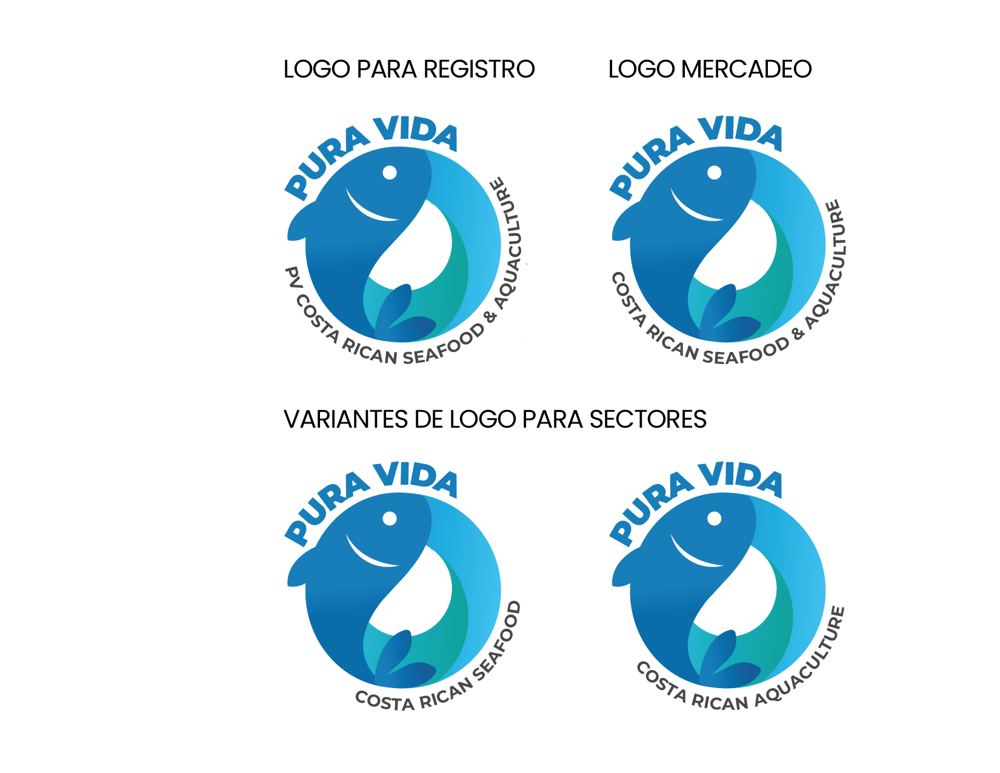 LOGO PARA REGISTRO
LOGO MERCADEO
PURA VIDA
PV COSTA RICAN SEAFOOD & AQUACULTURE
PURA VIDA
COSTA RICAN SEAFOOD & AQUACULTURE
VARIANTES DE LOGO PARA SECTORES
PURA VIDA
COSTA RICAN SEAFOOD
PURA VIDA
COSTA RICAN AQUACULTURE